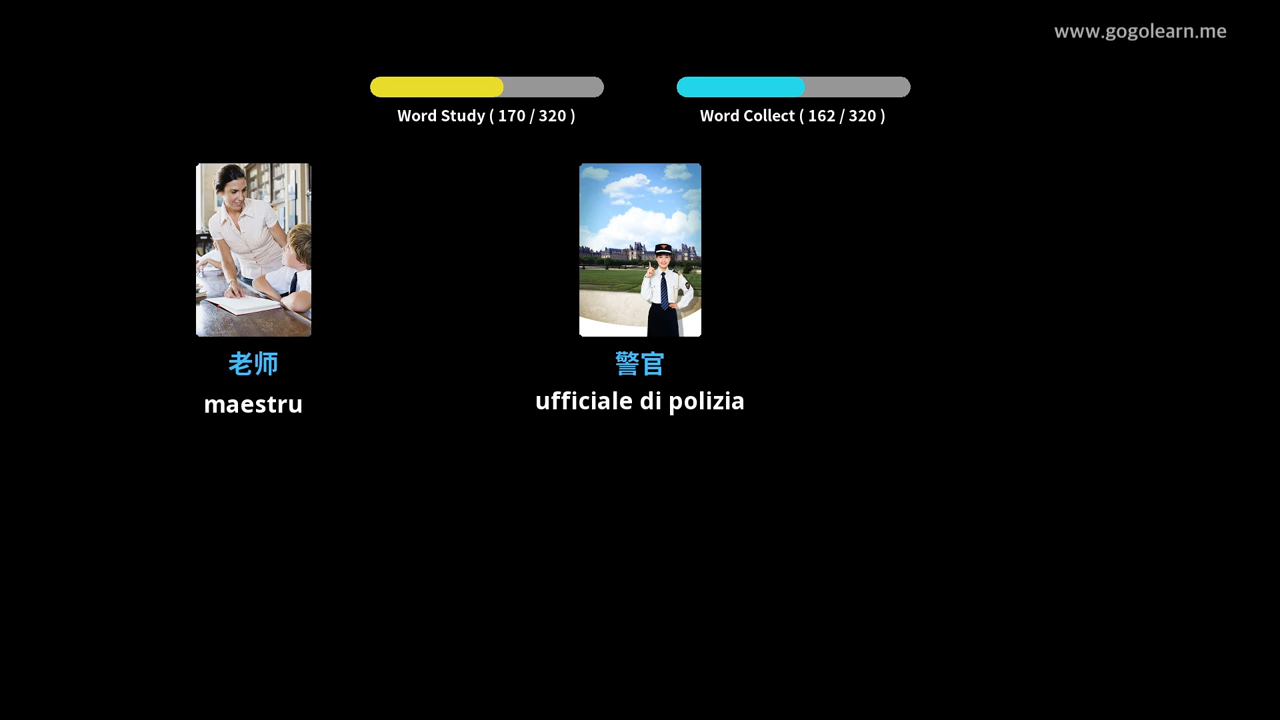 www.gogolearn.me
Word Study ( 170 / 320 )
Word Collect ( 162 / 320 )
老师
maestru
警官
ufficiale di polizia